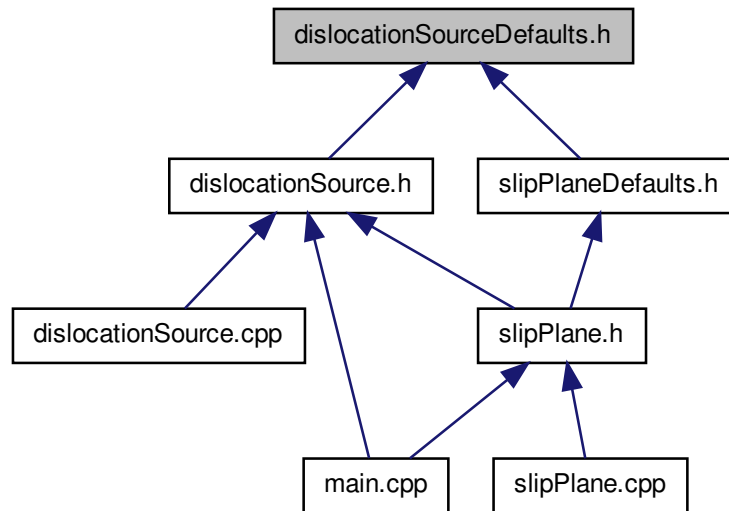 dislocationSourceDefaults.h
dislocationSource.h
slipPlaneDefaults.h
dislocationSource.cpp
slipPlane.h
main.cpp
slipPlane.cpp